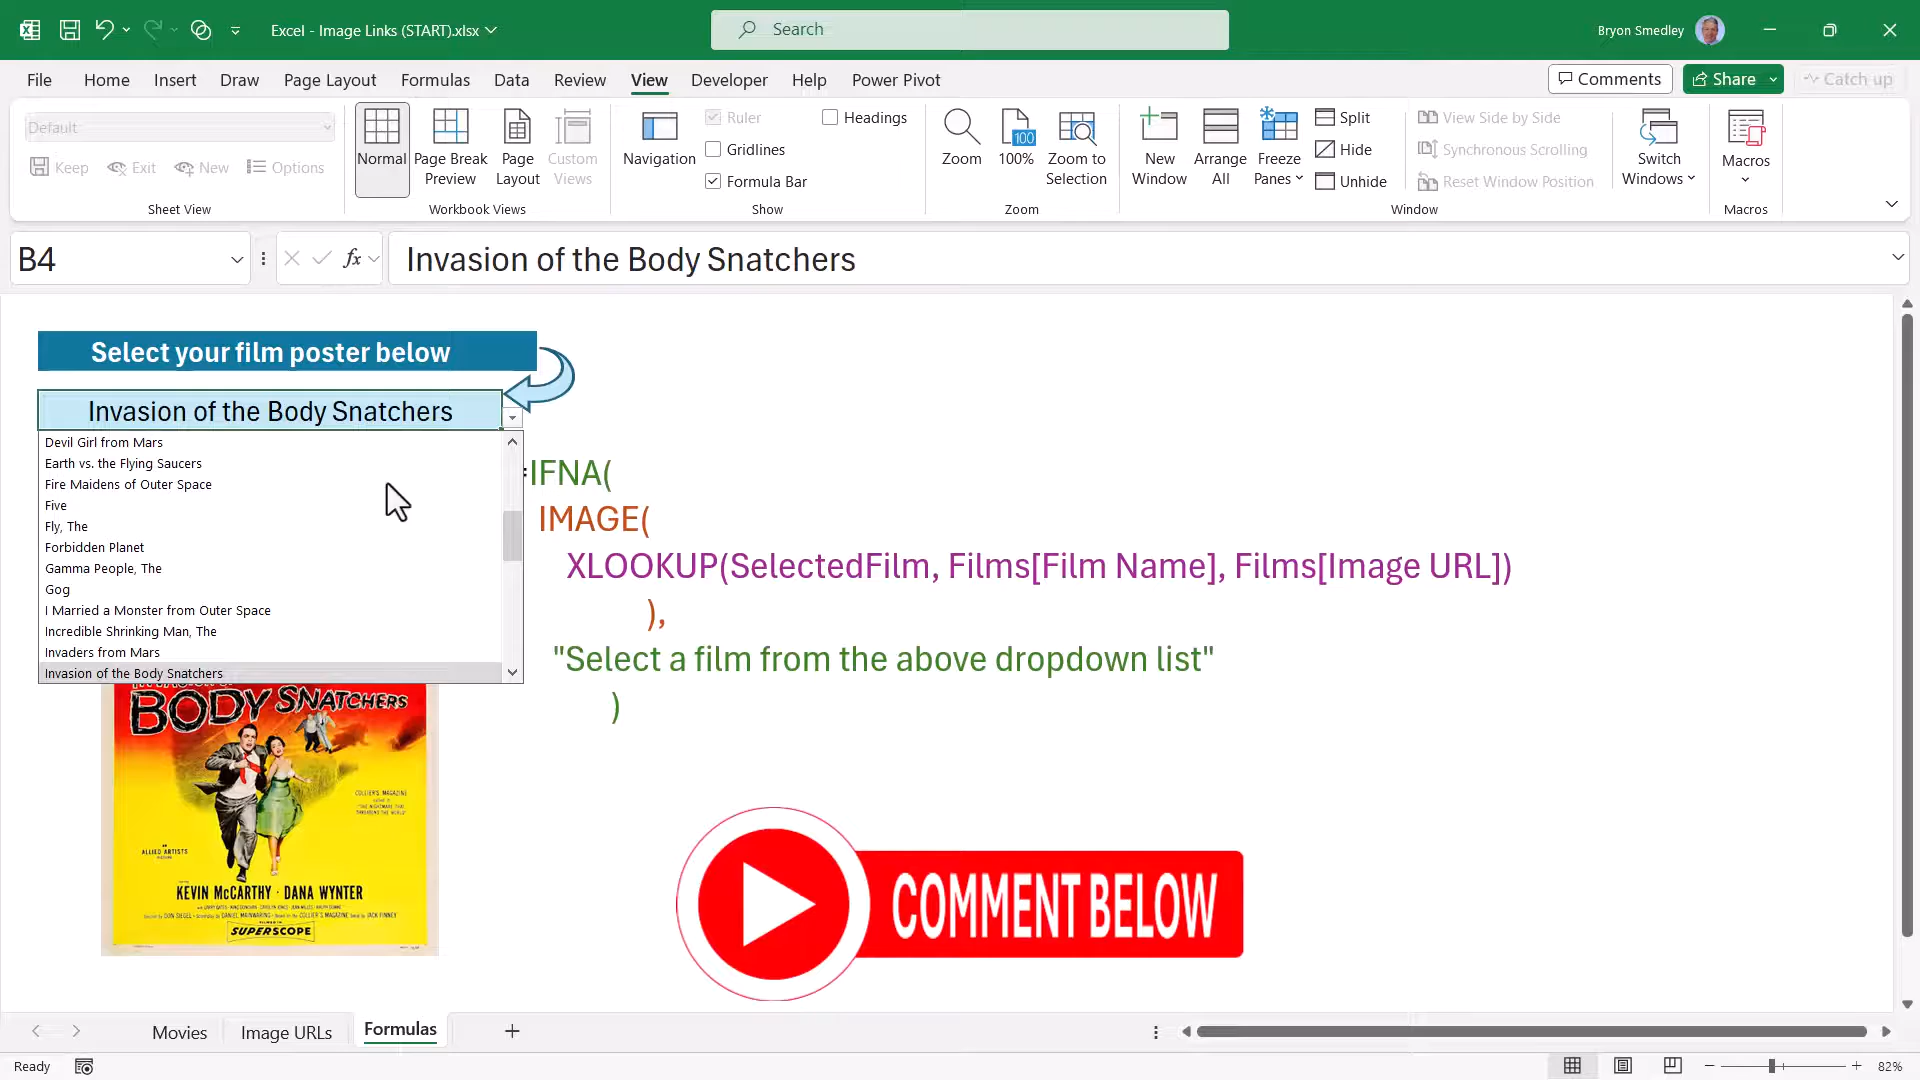 Excel - Image Links (START).xlsx
Search
Bryon Smedley
File
Home
Insert
Draw
Page Layout
Formulas
Data
Review
View
Developer
Help
Power Pivot
Comments
Share
Catch up
Default
Keep
Exit
New
Options
Sheet View
Normal
Page Break
Preview
Page
Layout
Custom
Views
Workbook Views
Navigation
Ruler
Gridlines
Formula Bar
Headings
Show
Zoom
100
100%
Zoom to
Selection
Zoom
New
Window
Arrange
All
Freeze
Panes
Split
Hide
Unhide
View Side by Side
Synchronous Scrolling
Reset Window Position
Window
Switch
Windows
Macros
Macros
B4
fx
Invasion of the Body Snatchers
Select your film poster below
Invasion of the Body Snatchers
Devil Girl from Mars
Earth vs. the Flying Saucers
Fire Maidens of Outer Space
Five
Fly, The
Forbidden Planet
Gamma People, The
Gog
I Married a Monster from Outer Space
Incredible Shrinking Man, The
Invaders from Mars
Invasion of the Body Snatchers
=IFNA(
IMAGE(
XLOOKUP(SelectedFilm, Films[Film Name], Films[Image URL])
),
"Select a film from the above dropdown list"
)
BODY SNATCHERS
COLLIER'S MAGAZINE
ALLIED ARTISTS
KEVIN McCARTHY · DANA WYNTER
SUPERSCOPE
COMMENT BELOW
Movies
Image URLs
Formulas
Ready
82%